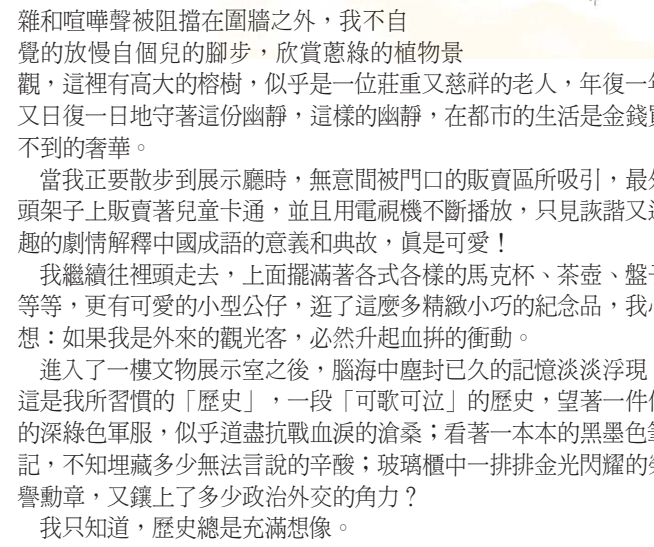 雜和喧嘩聲被阻擋在圍牆之外，我不自
覺的放慢自個兒的腳步，欣賞蔥綠的植物景
觀，這裡有高大的榕樹，似乎是一位莊重又慈祥的老人，年復一年
又日復一日地守著這份幽靜，這樣的幽靜，在都市的生活是金錢買
不到的奢華。
當我正要散步到展示廳時，無意間被門口的販賣區所吸引，最外
頭架子上販賣著兒童卡通，並且用電視機不斷播放，只見詼諧又逗
趣的劇情解釋中國成語的意義和典故，真是可愛！
我繼續往裡頭走去，上面擺滿著各式各樣的馬克杯、茶壺、盤子
等等，更有可愛的小型公仔，逛了這麼多精緻小巧的紀念品，我心
想：如果我是外來的觀光客，必然升起血拚的衝動。
進入了一樓文物展示室之後，腦海中塵封已久的記憶淡淡浮現
這是我所習慣的「歷史」，一段「可歌可泣」的歷史，望著一件件
的深綠色軍服，似乎道盡抗戰血淚的滄桑；看著一本本的黑墨色筆
記，不知埋藏多少無法言說的辛酸；玻璃櫃中一排排金光閃耀的榮
譽勳章，又鑲上了多少政治外交的角力？
我只知道，歷史總是充滿想像。